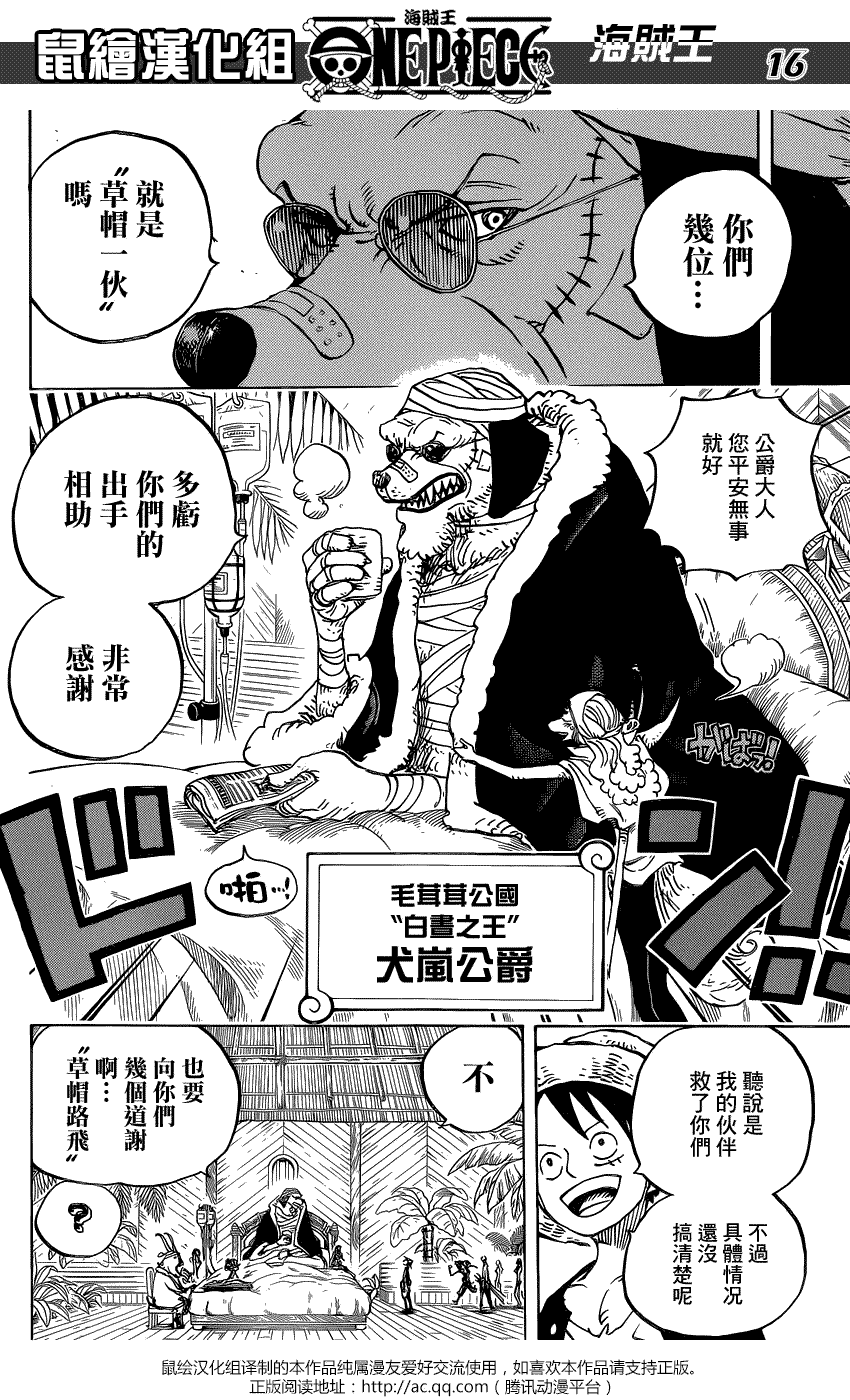 鼠繪漢化組
海賊王
ONE PIECE
海賊王
16
你們
幾位…
就是
〝草帽一伙〞
嗎
公爵大人
您平安無事
就好
多虧
你們的
出手
相助
非常
感謝
がばっ!
ドン!!
啪…!
毛茸茸公國
“白晝之王”
犬嵐公爵
聽說是
我的伙伴
救了你們
不過
具體情况
還沒
搞清楚呢
不
也要
向你們
幾個道謝
啊…
〝草帽路飛〞
?
鼠绘汉化组译制的本作品纯属漫友爱好交流使用，如喜欢本作品请支持正版。
正版阅读地址：http://ac.qq.com（腾讯动漫平台）